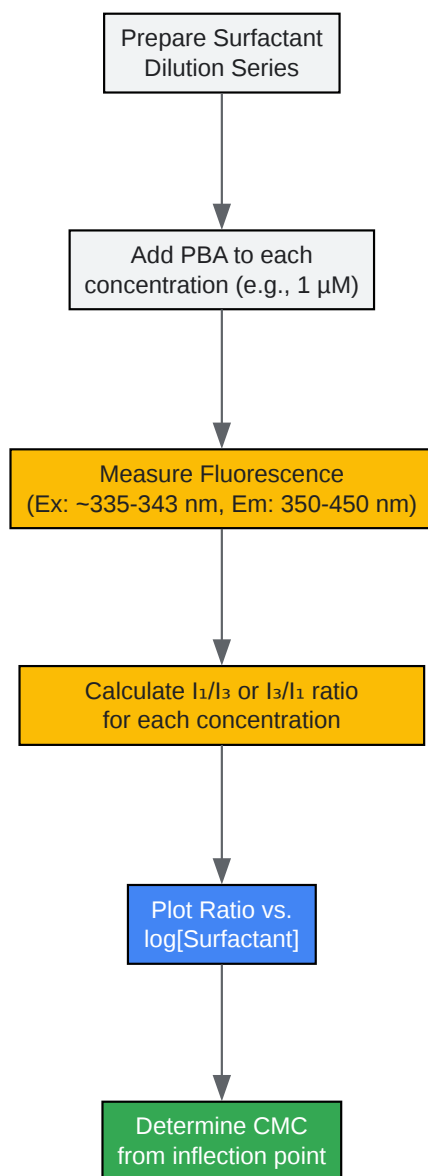 Prepare Surfactant
Dilution Series
Add PBA to each
concentration (e.g., 1 µM)
Measure Fluorescence
(Ex: ~335-343 nm, Em: 350-450 nm)
Calculate I₁/I₃ or I₃/I₁ ratio
for each concentration
Plot Ratio vs.
log[Surfactant]
Determine CMC
from inflection point